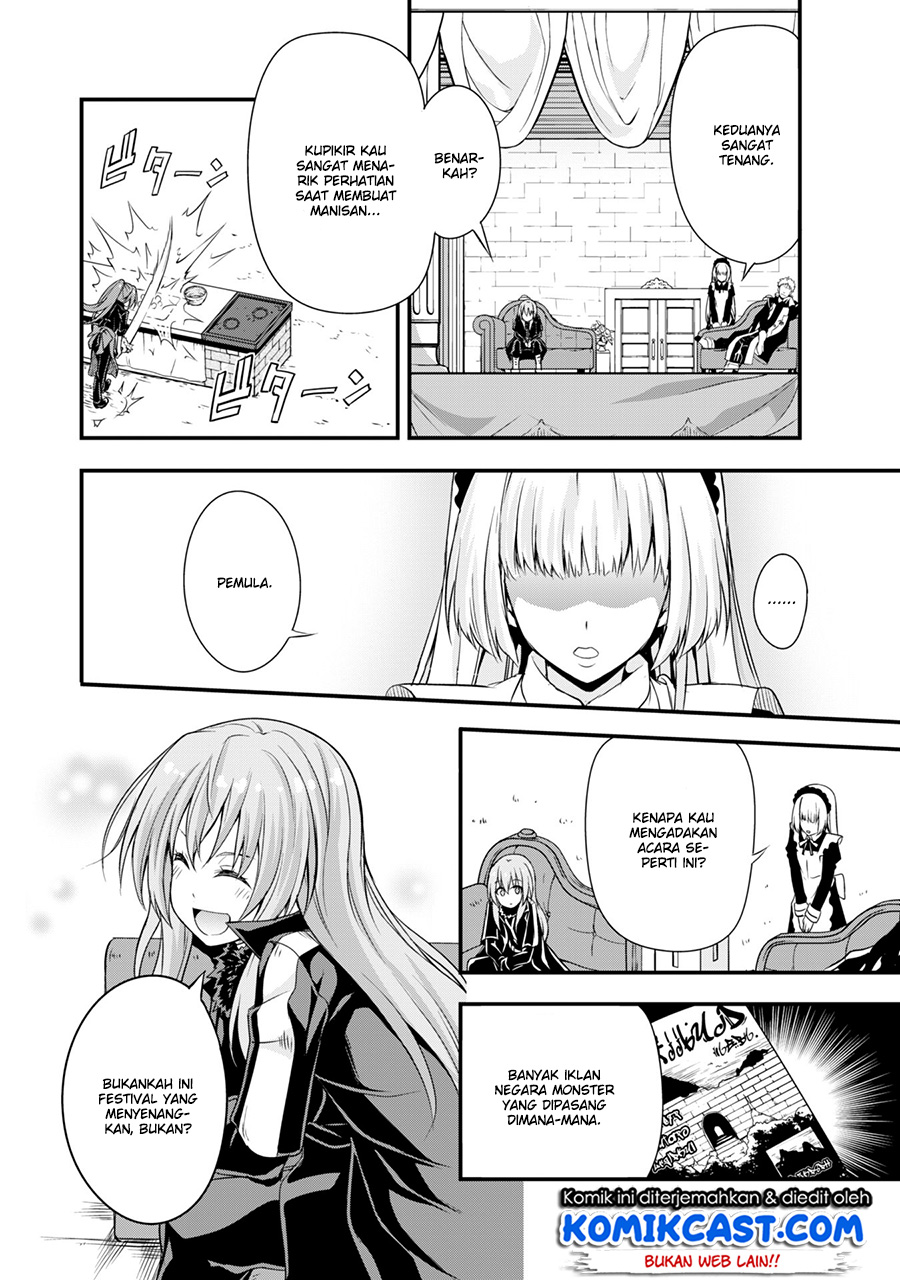 KEDUANYA
SANGAT
TENANG.
BENAR-
KAH?
KUPIKIR KAU
SANGAT MENA-
RIK PERHATIAN
SAAT MEMBUAT
MANISAN...
ビターン
ビターン
......
PEMULA.
KENAPA KAU
MENGADAKAN
ACARA SE-
PERTI INI?
BANYAK IKLAN
NEGARA MONSTER
YANG DIPASANG
DIMANA-MANA.
BUKANKAH INI
FESTIVAL YANG
MENYENANG-
KAN, BUKAN?
Komik ini diterjemahkan & diedit oleh
KOMIKCAST.COM
BUKAN WEB LAIN!!